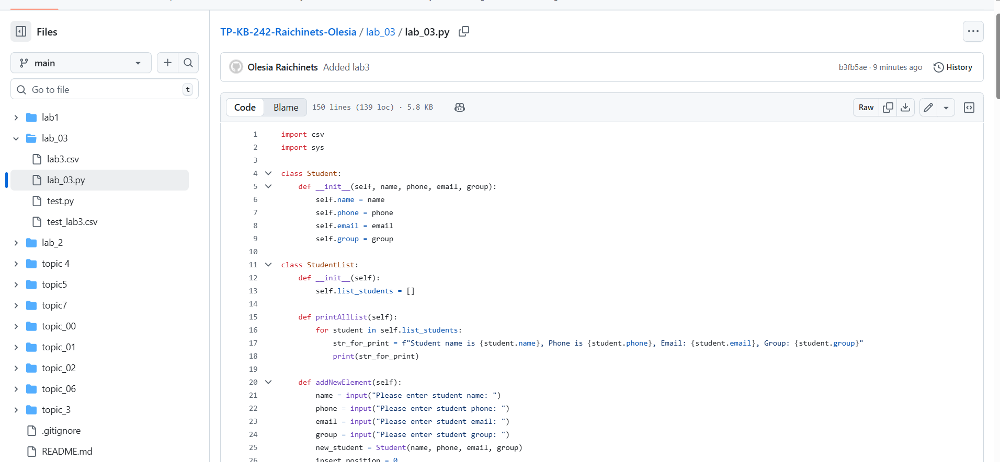 Files
main
Go to file
t
lab1
lab_03
lab3.csv
lab_03.py
test.py
test_lab3.csv
lab_2
topic 4
topic5
topic7
topic_00
topic_01
topic_02
topic_06
topic_3
.gitignore
README.md
TP-KB-242-Raichinets-Olesia / lab_03 / lab_03.py
Olesia Raichinets Added lab3
b3fb5ae · 9 minutes ago History
Code Blame 150 lines (139 loc) · 5.8 KB Raw
1 import csv
2 import sys
3
4 class Student:
5     def __init__(self, name, phone, email, group):
6         self.name = name
7         self.phone = phone
8         self.email = email
9         self.group = group
10
11 class StudentList:
12     def __init__(self):
13         self.list_students = []
14
15     def printAllList(self):
16         for student in self.list_students:
17             str_for_print = f"Student name is {student.name}, Phone is {student.phone}, Email: {student.email}, Group: {student.group}"
18             print(str_for_print)
19
20     def addNewElement(self):
21         name = input("Please enter student name: ")
22         phone = input("Please enter student phone: ")
23         email = input("Please enter student email: ")
24         group = input("Please enter student group: ")
25         new_student = Student(name, phone, email, group)
26         insert_position = 0